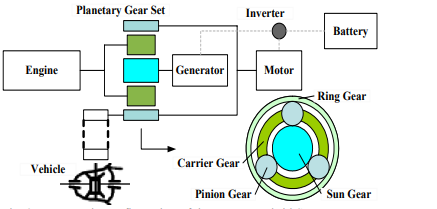 Planetary Gear Set
Inverter
Battery
Engine
Generator
Motor
Ring Gear
Carrier Gear
Vehicle
Pinion Gear
Sun Gear